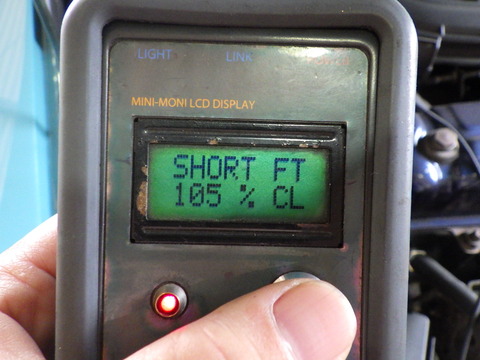 LIGHT LINK
MINI-MONI LCD DISPLAY
SHORT FT
105 % CL